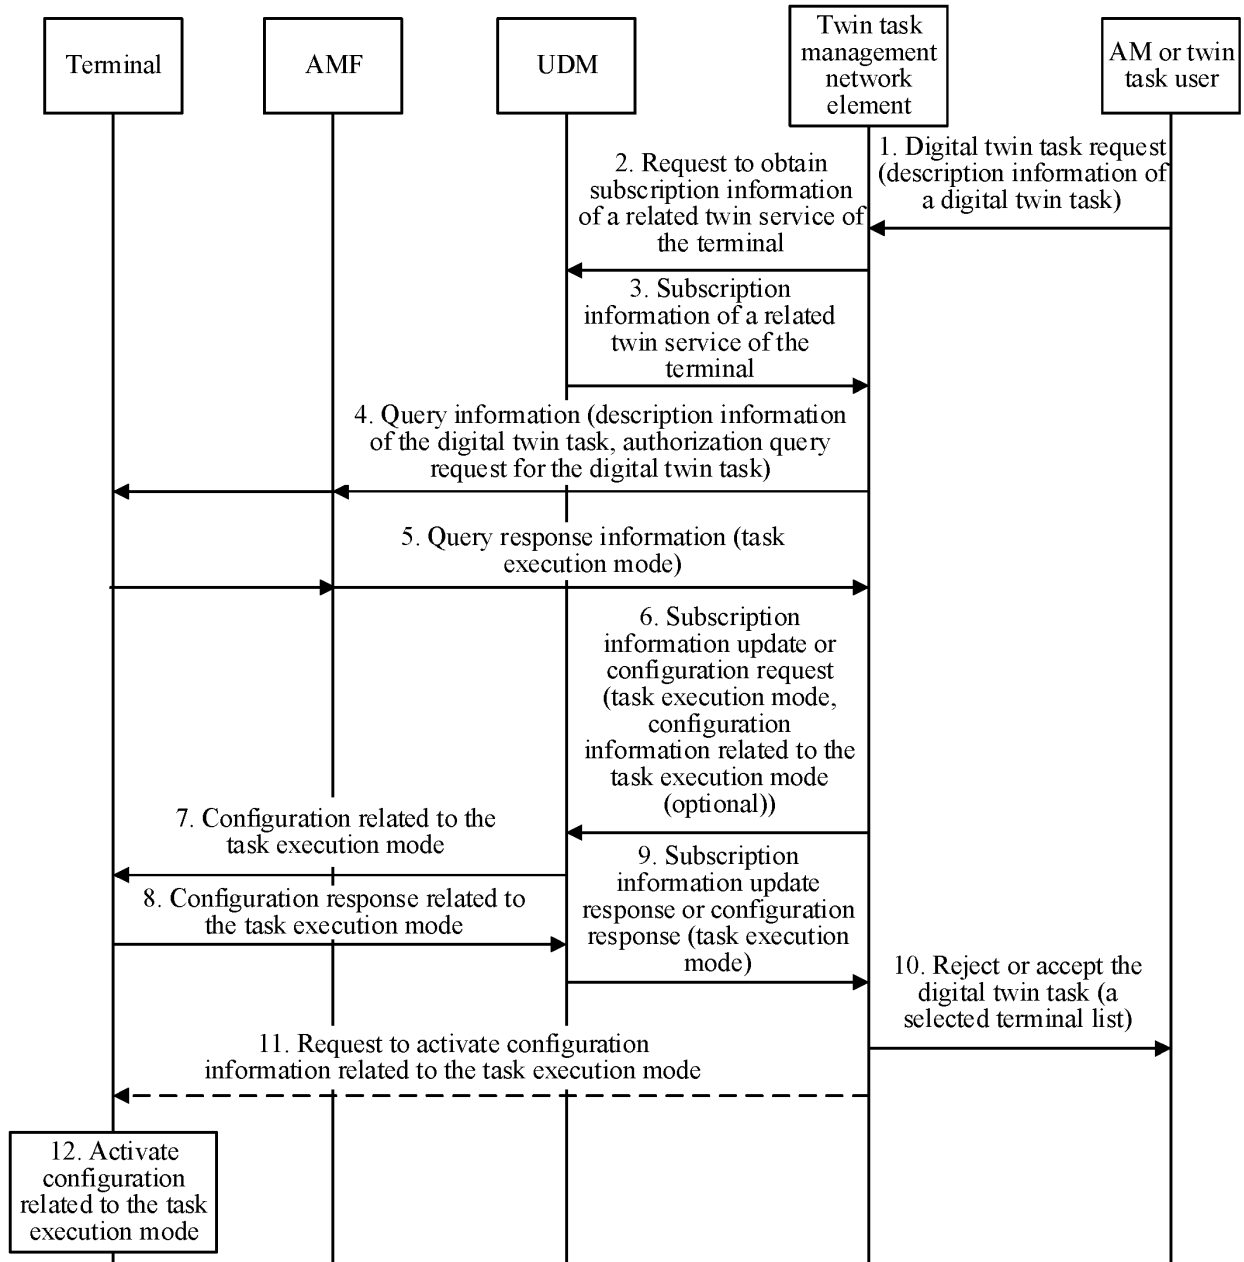 Terminal
AMF
UDM
Twin task
management
network
element
AM or twin
task user
1. Digital twin task request
(description information of
a digital twin task)
2. Request to obtain
subscription information
of a related twin service of
the terminal
3. Subscription
information of a related
twin service of the
terminal
4. Query information (description information
of the digital twin task, authorization query
request for the digital twin task)
5. Query response information (task
execution mode)
6. Subscription
information update or
configuration request
(task execution mode,
configuration
information related to the
task execution mode
(optional))
7. Configuration related to the
task execution mode
8. Configuration response related to
the task execution mode
9. Subscription
information update
response or configuration
response (task execution
mode)
10. Reject or accept the
digital twin task (a
selected terminal list)
11. Request to activate configuration
information related to the task execution mode
12. Activate
configuration
related to the task
execution mode